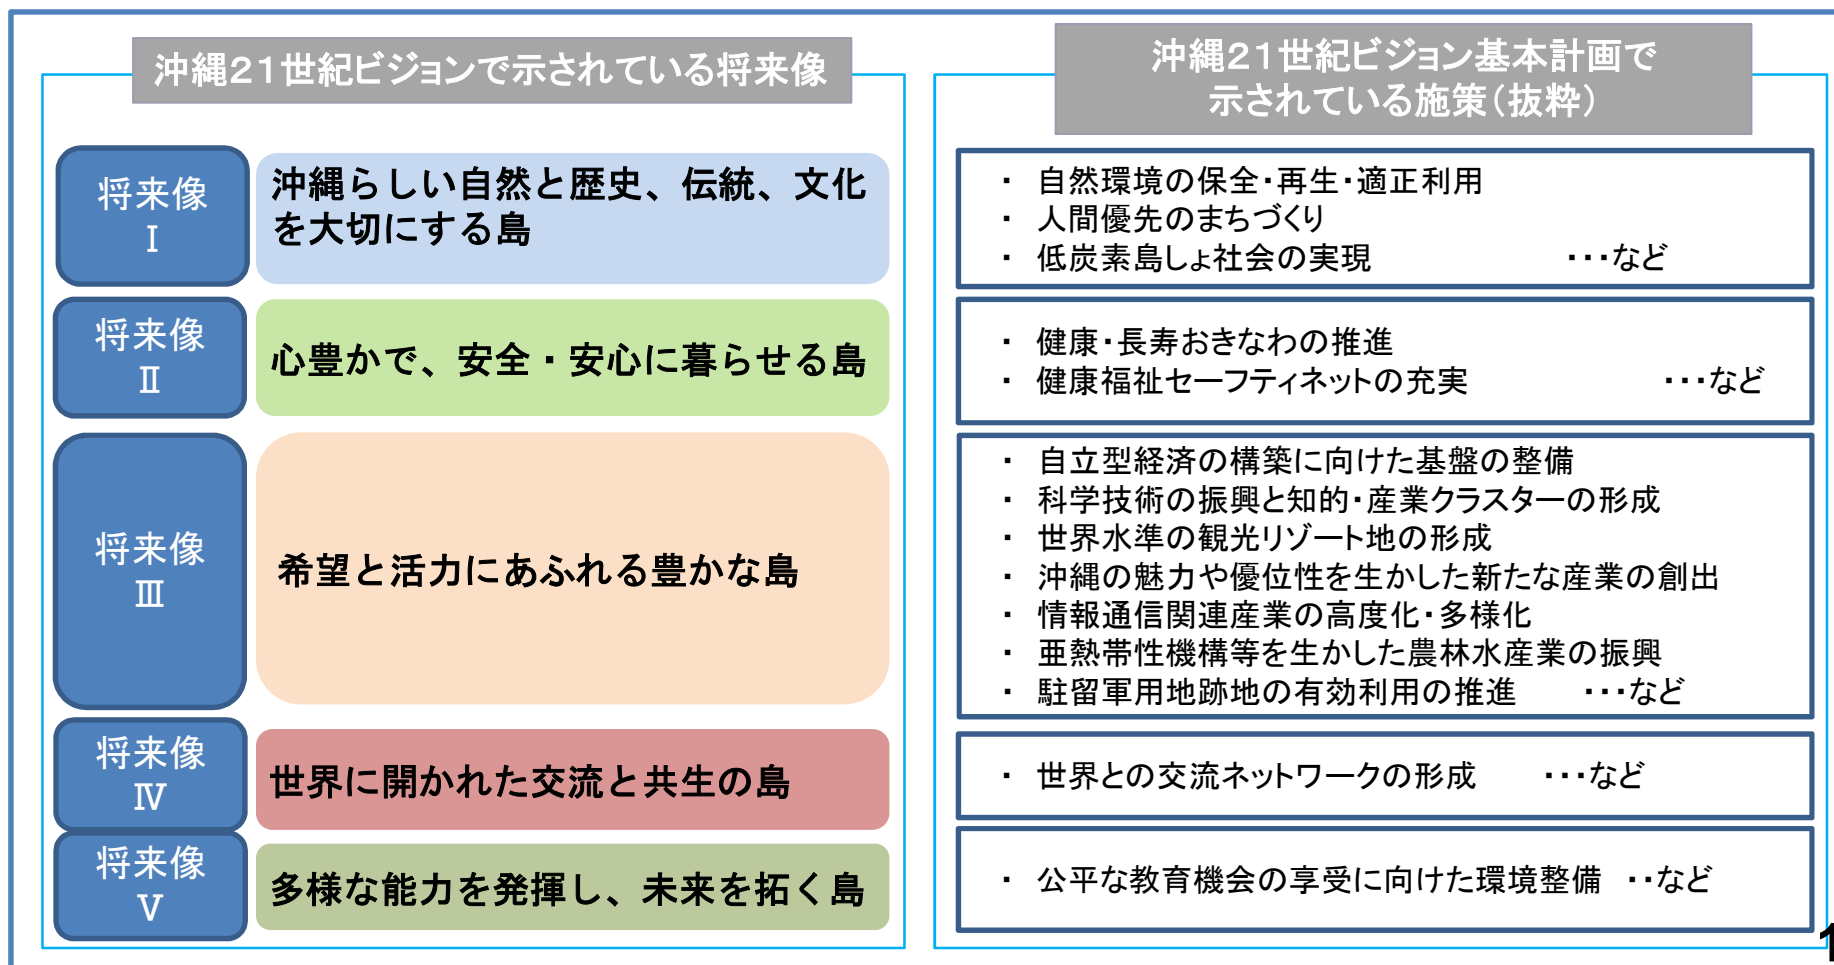 沖縄21世紀ビジョンで示されている将来像
将来像
Ⅰ
沖縄らしい自然と歴史、伝統、文化
を大切にする島
将来像
Ⅱ
心豊かで、安全・安心に暮らせる島
将来像
Ⅲ
希望と活力にあふれる豊かな島
将来像
Ⅳ
世界に開かれた交流と共生の島
将来像
Ⅴ
多様な能力を発揮し、未来を拓く島
沖縄21世紀ビジョン基本計画で
示されている施策(抜粋)
・ 自然環境の保全・再生・適正利用
・ 人間優先のまちづくり
・ 低炭素島しょ社会の実現 ・・・など
・ 健康・長寿おきなわの推進
・ 健康福祉セーフティネットの充実 ・・・など
・ 自立型経済の構築に向けた基盤の整備
・ 科学技術の振興と知的・産業クラスターの形成
・ 世界水準の観光リゾート地の形成
・ 沖縄の魅力や優位性を生かした新たな産業の創出
・ 情報通信関連産業の高度化・多様化
・ 亜熱帯性機構等を生かした農林水産業の振興
・ 駐留軍用地跡地の有効利用の推進 ・・・など
・ 世界との交流ネットワークの形成 ・・・など
・ 公平な教育機会の享受に向けた環境整備 ・・など
1